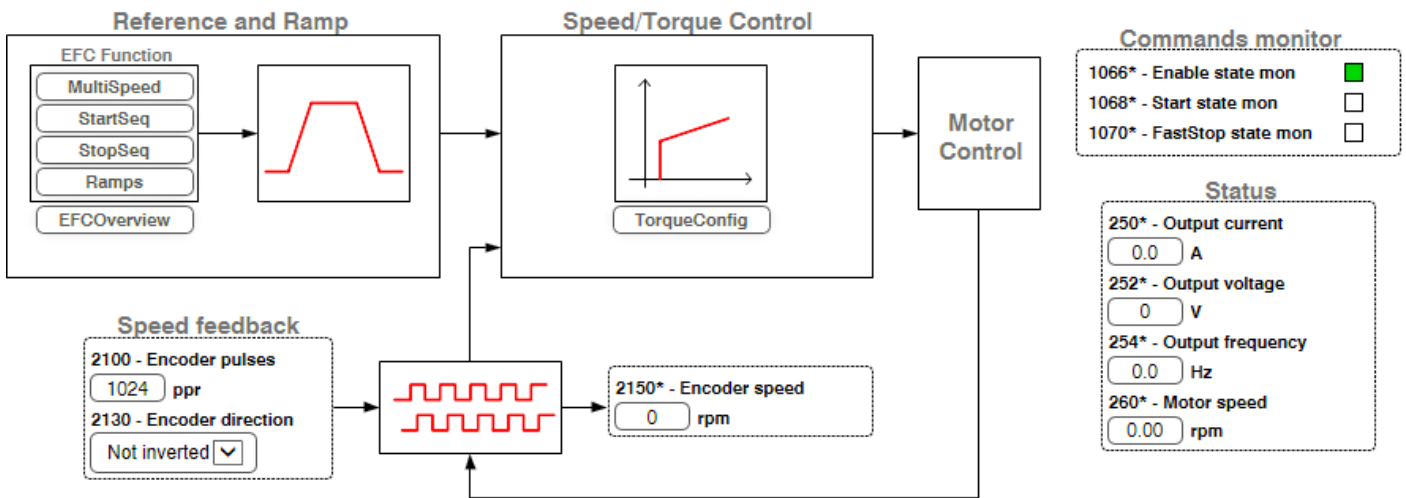 Reference and Ramp
EFC Function
MultiSpeed
StartSeq
StopSeq
Ramps
EFCOverview
Speed/Torque Control
TorqueConfig
Motor
Control
Commands monitor
1066* - Enable state mon
1068* - Start state mon
1070* - FastStop state mon
Status
250* - Output current
0.0 A
252* - Output voltage
0 V
254* - Output frequency
0.0 Hz
260* - Motor speed
0.00 rpm
Speed feedback
2100 - Encoder pulses
1024 ppr
2130 - Encoder direction
Not inverted
2150* - Encoder speed
0 rpm